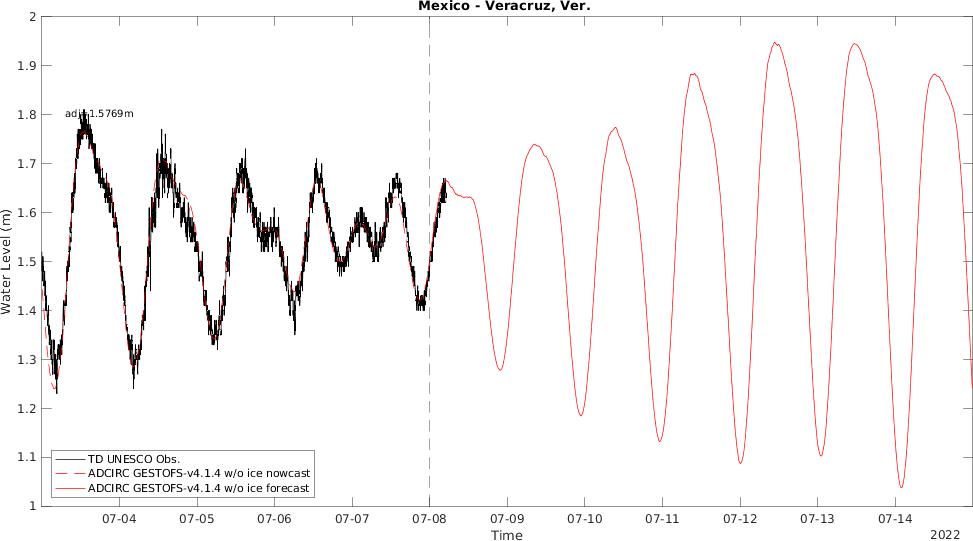 Mexico - Veracruz, Ver.
2
1.9
1.8
1.7
1.6
1.5
1.4
1.3
1.2
1.1
1
Water Level (m)
adj: 1.5769m
TD UNESCO Obs.
ADCIRC GESTOFS-v4.1.4 w/o ice nowcast
ADCIRC GESTOFS-v4.1.4 w/o ice forecast
07-04 07-05 07-06 07-07 07-08 07-09 07-10 07-11 07-12 07-13 07-14
Time
2022